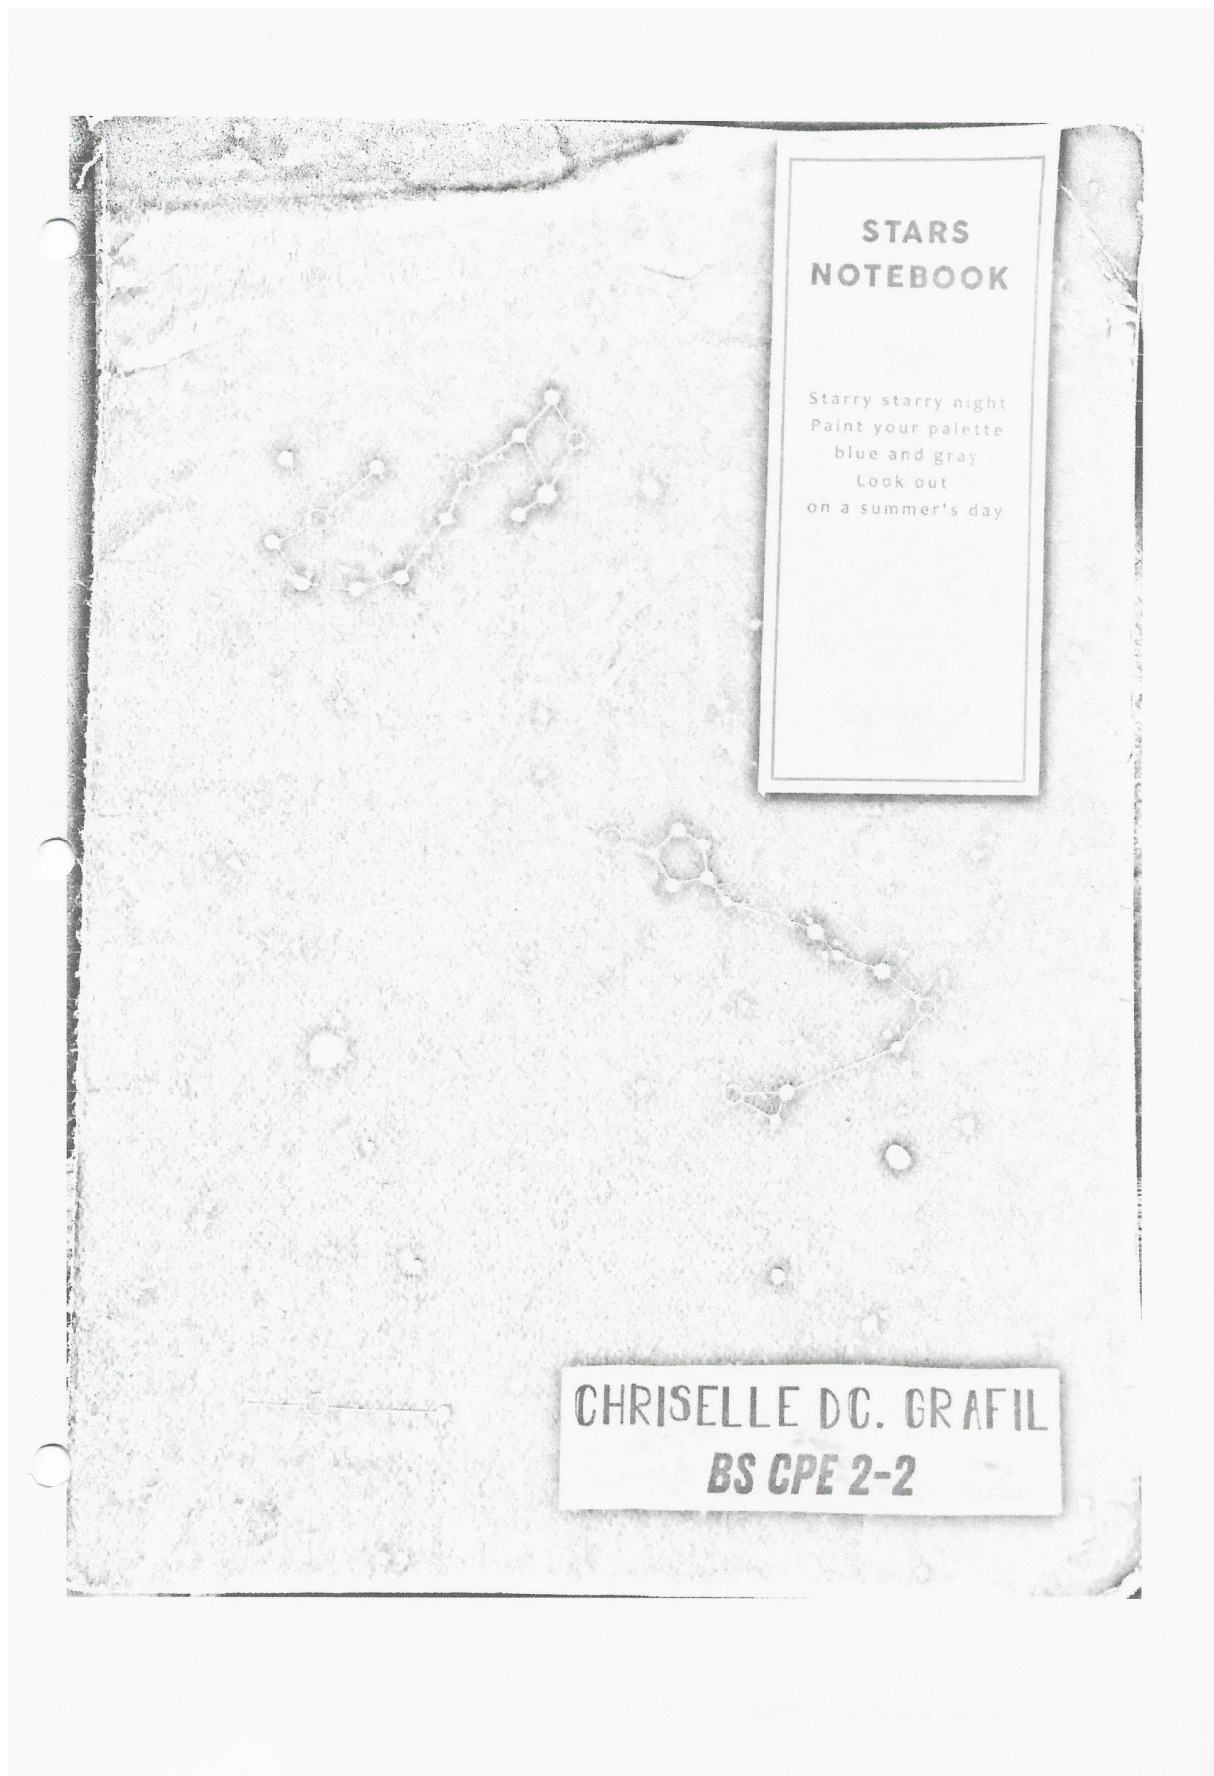 STARS
NOTEBOOK
Starry starry night
Paint your palette
blue and gray
Look out
on a summer's day
CHRISELLE DC. GRAFIL
BS CPE 2-2